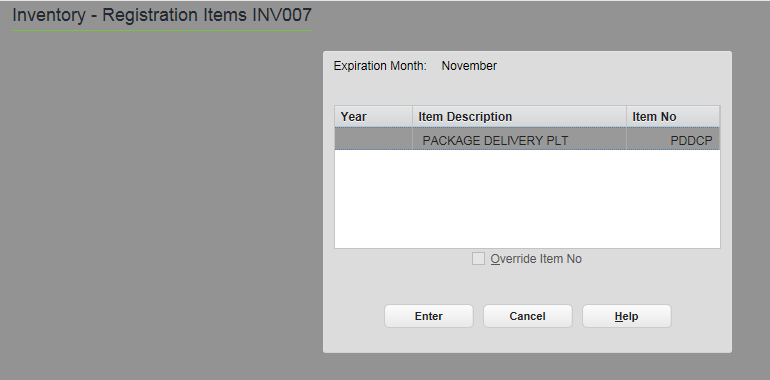 Inventory - Registration Items INV007
Expiration Month: November
Year Item Description Item No
PACKAGE DELIVERY PLT PDDCP
Override Item No
Enter Cancel Help